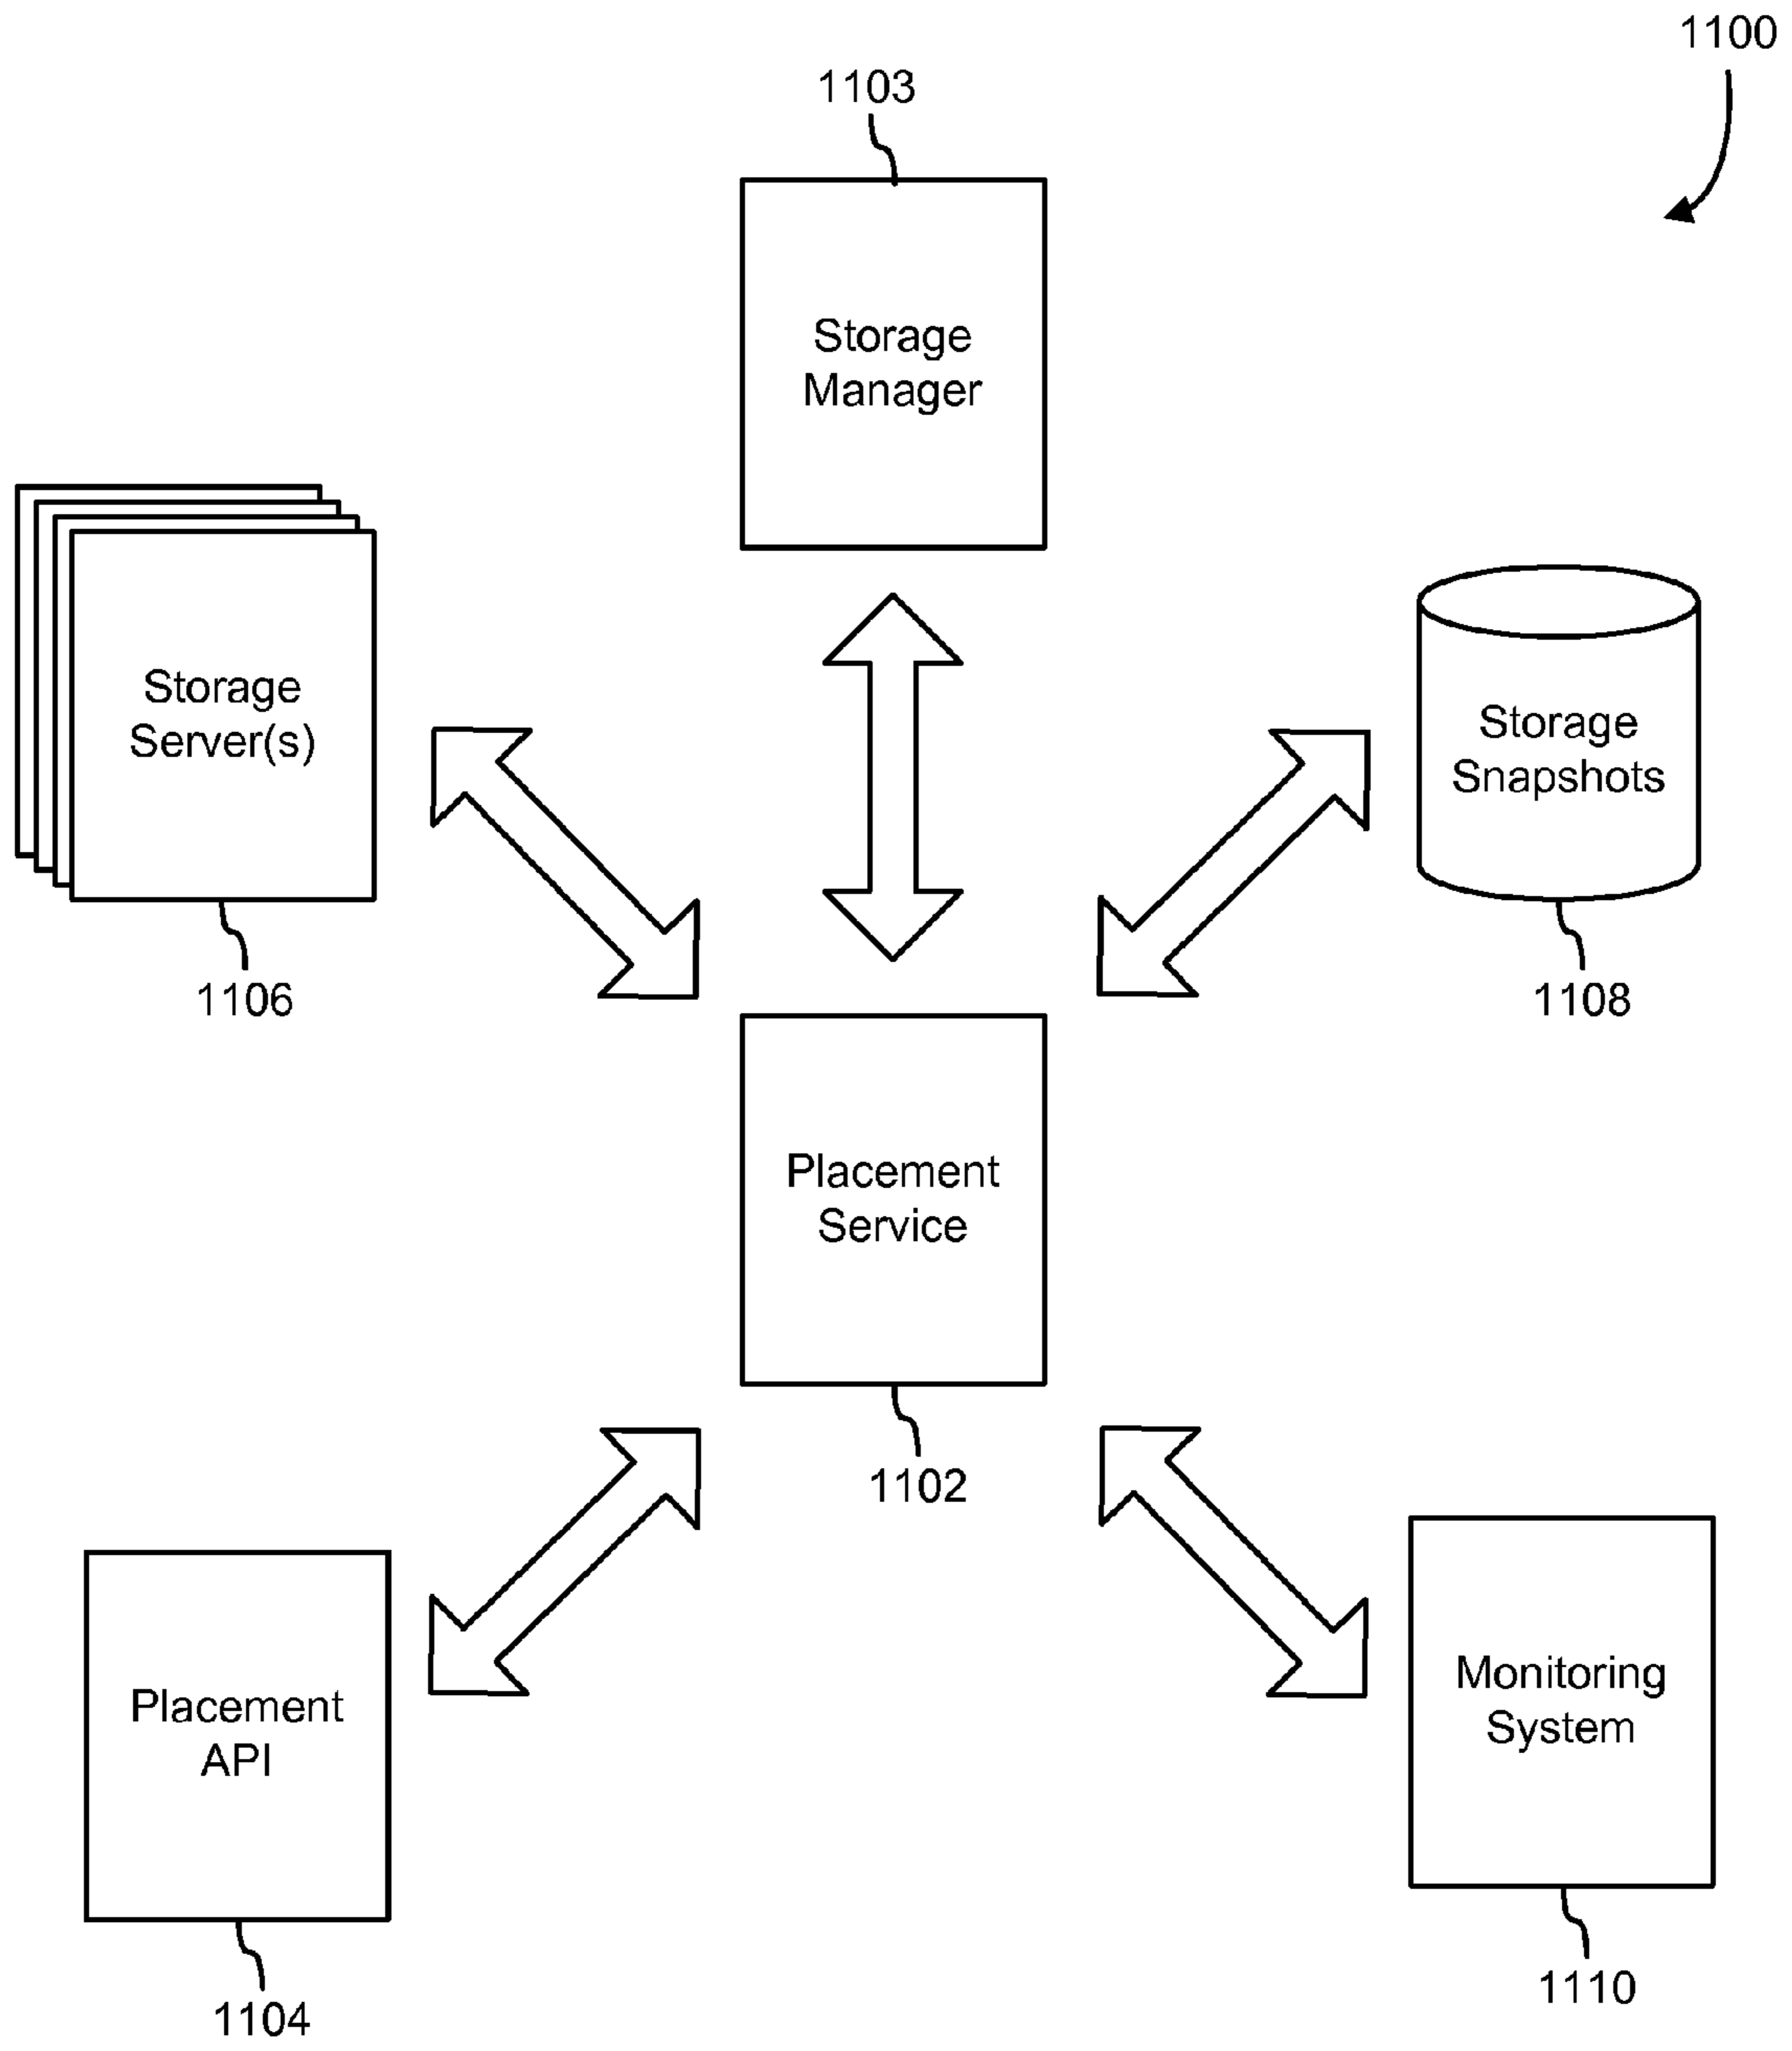 1100
1103
Storage
Manager
Storage
Server(s)
1106
Storage
Snapshots
1108
Placement
Service
1102
Placement
API
1104
Monitoring
System
1110